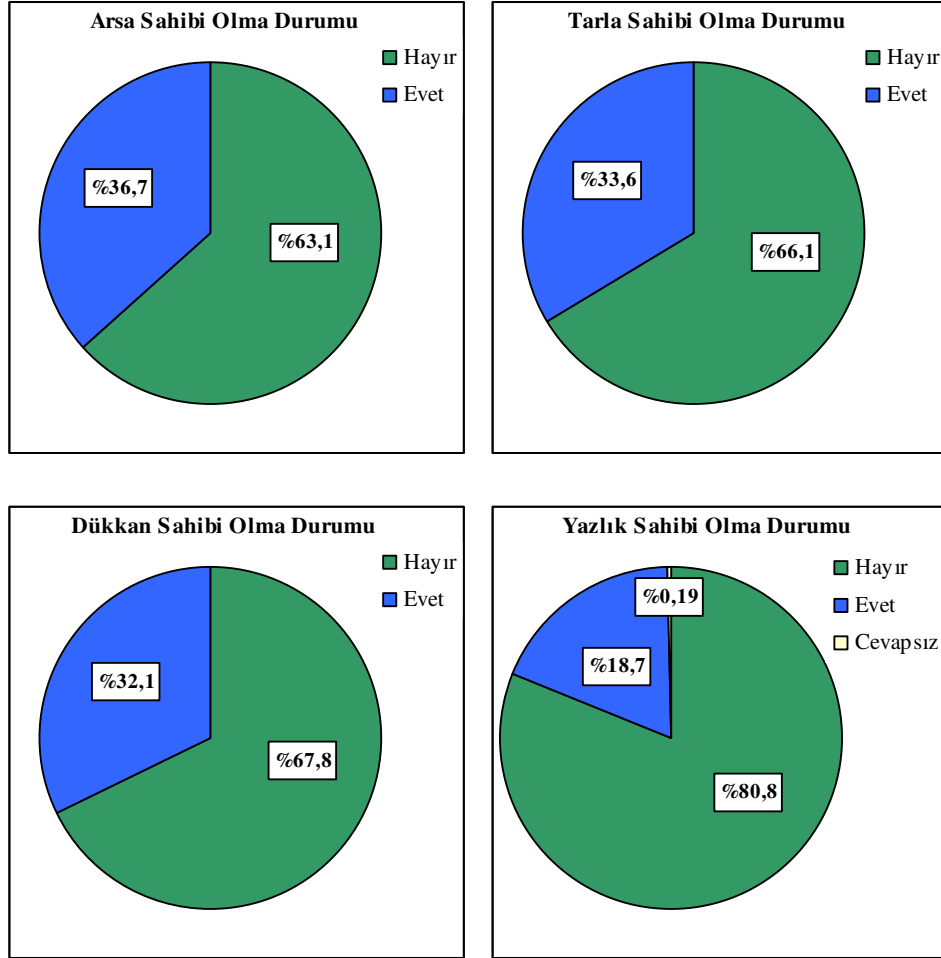 Arsa Sahibi Olma Durumu
Hayır
Evet
%36,7
%63,1
Tarla Sahibi Olma Durumu
Hayır
Evet
%33,6
%66,1
Dükkan Sahibi Olma Durumu
Hayır
Evet
%32,1
%67,8
Yazlık Sahibi Olma Durumu
Hayır
Evet
Cevapsız
%0,19
%18,7
%80,8